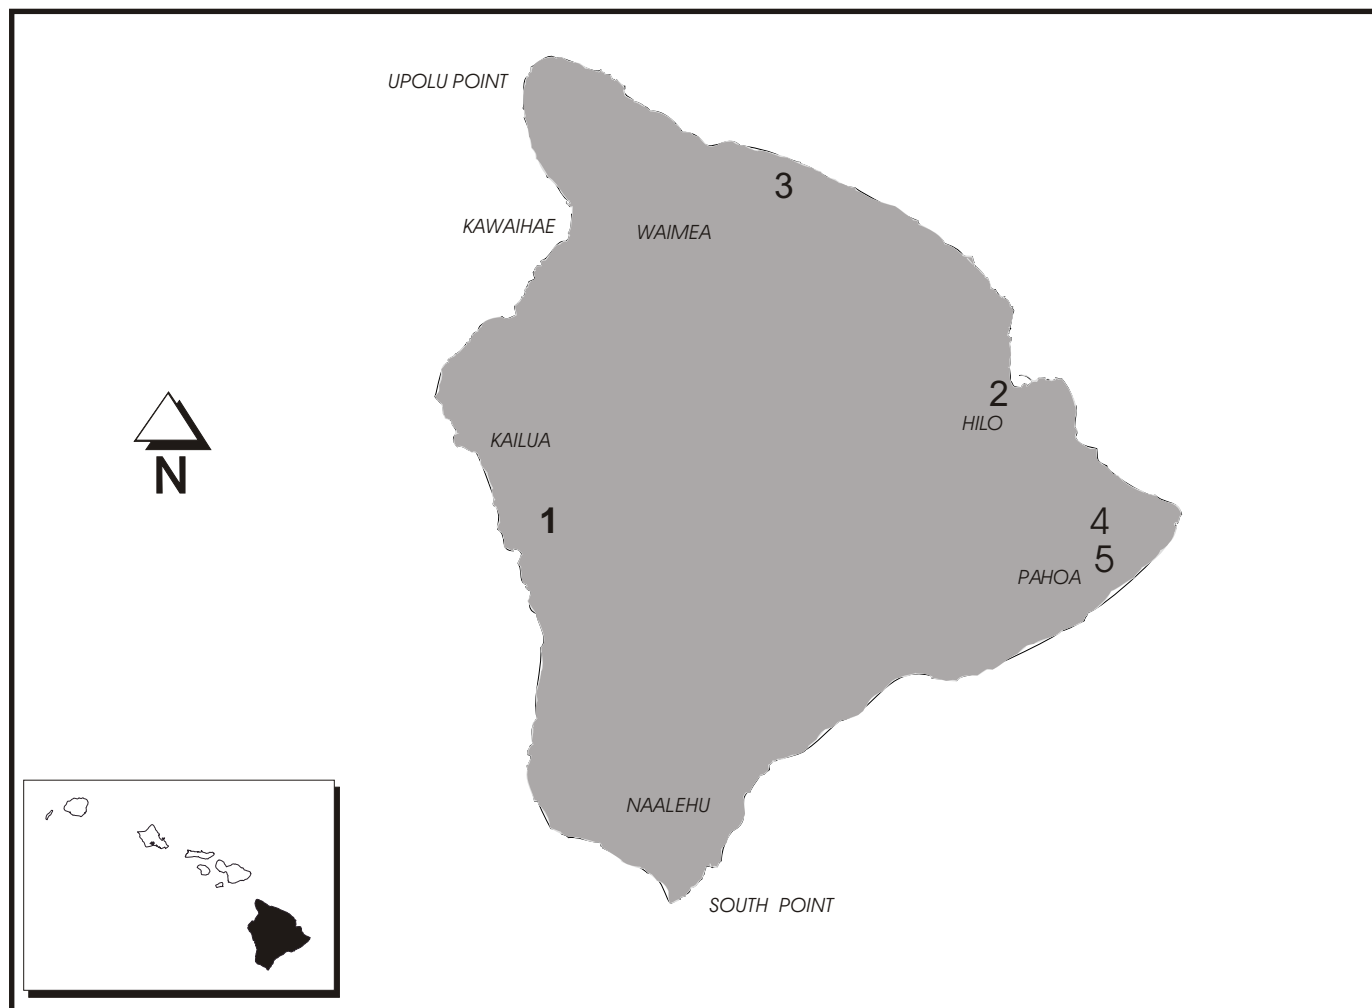 UPOLU POINT
3
KAWAIHAE
WAIMEA
2
HILO
KAILUA
N
1
4
5
PAHOA
NAALEHU
SOUTH POINT